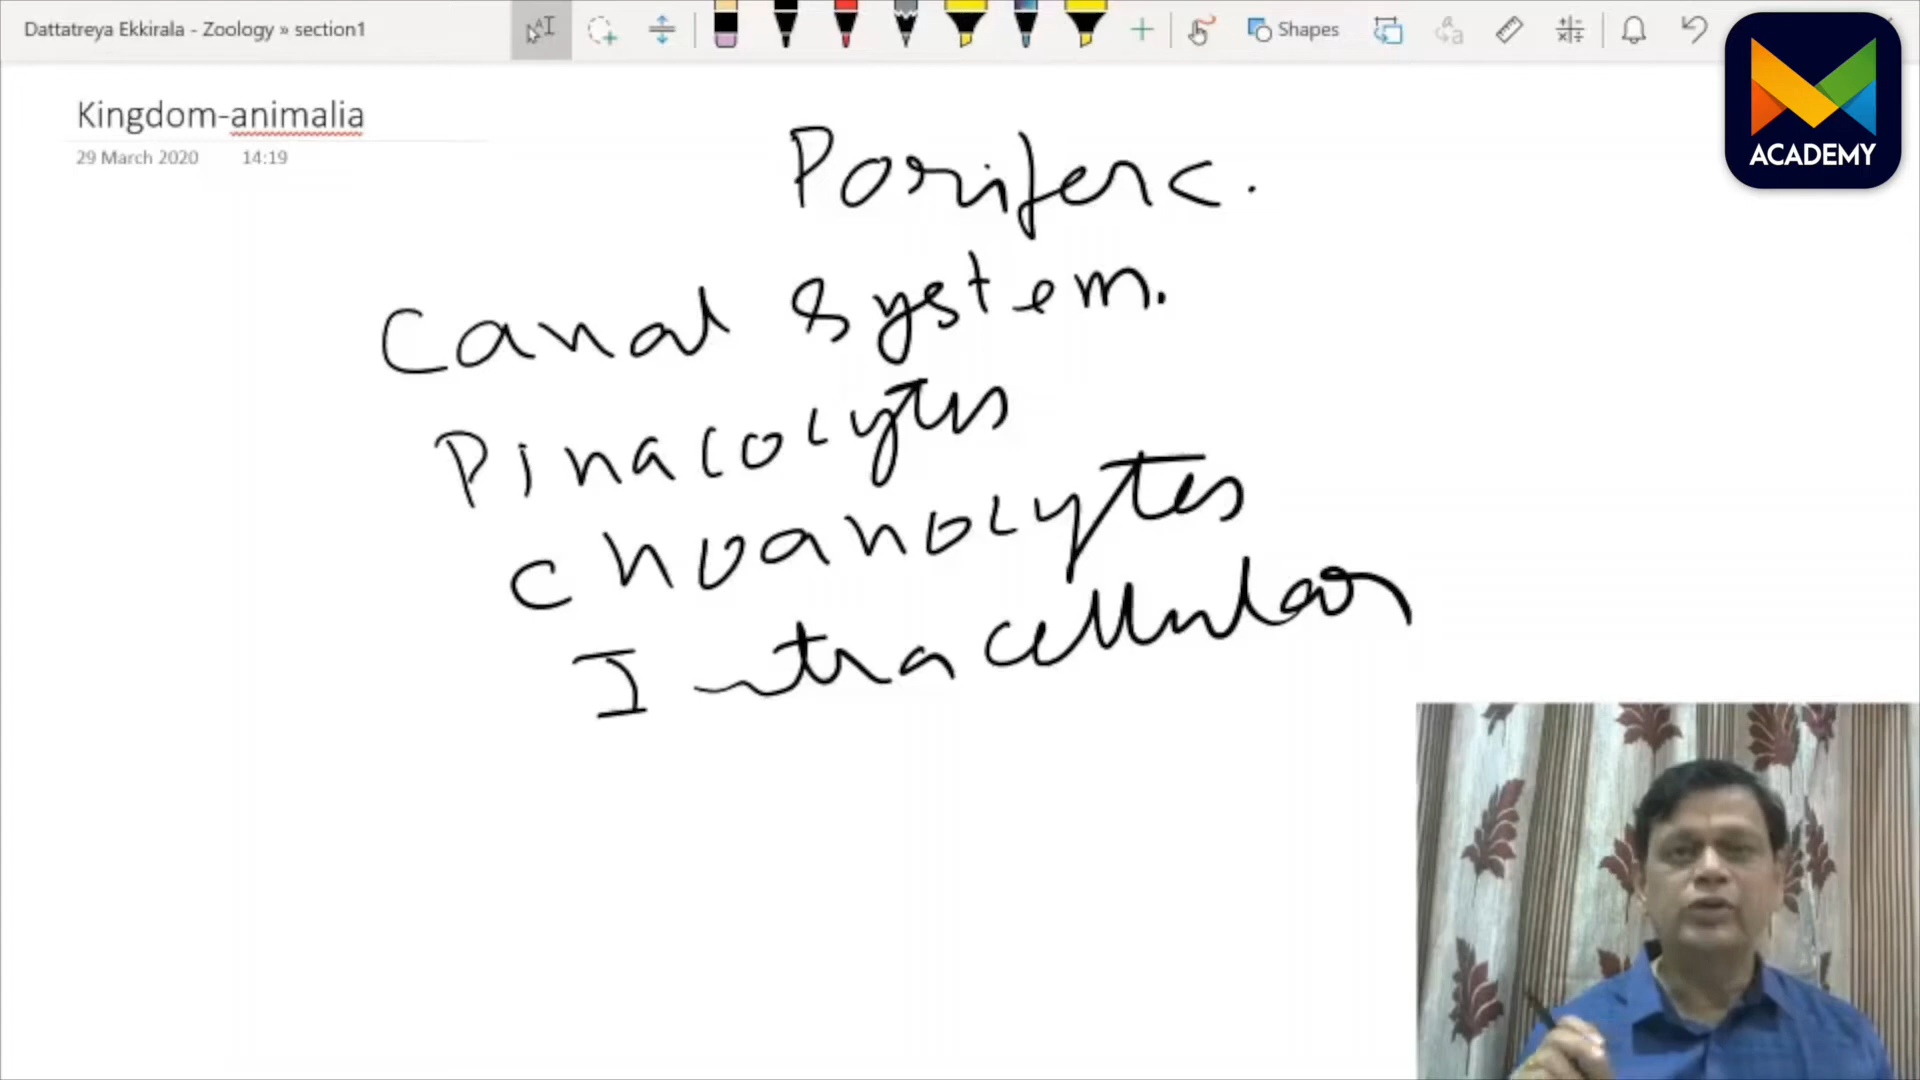 Dattatreya Ekkirala - Zoology » section1
Shapes
ACADEMY
Kingdom-animalia
29 March 2020 14:19
Porifera.
Canal System.
Pinacocytes
Choanocytes
Intracellular